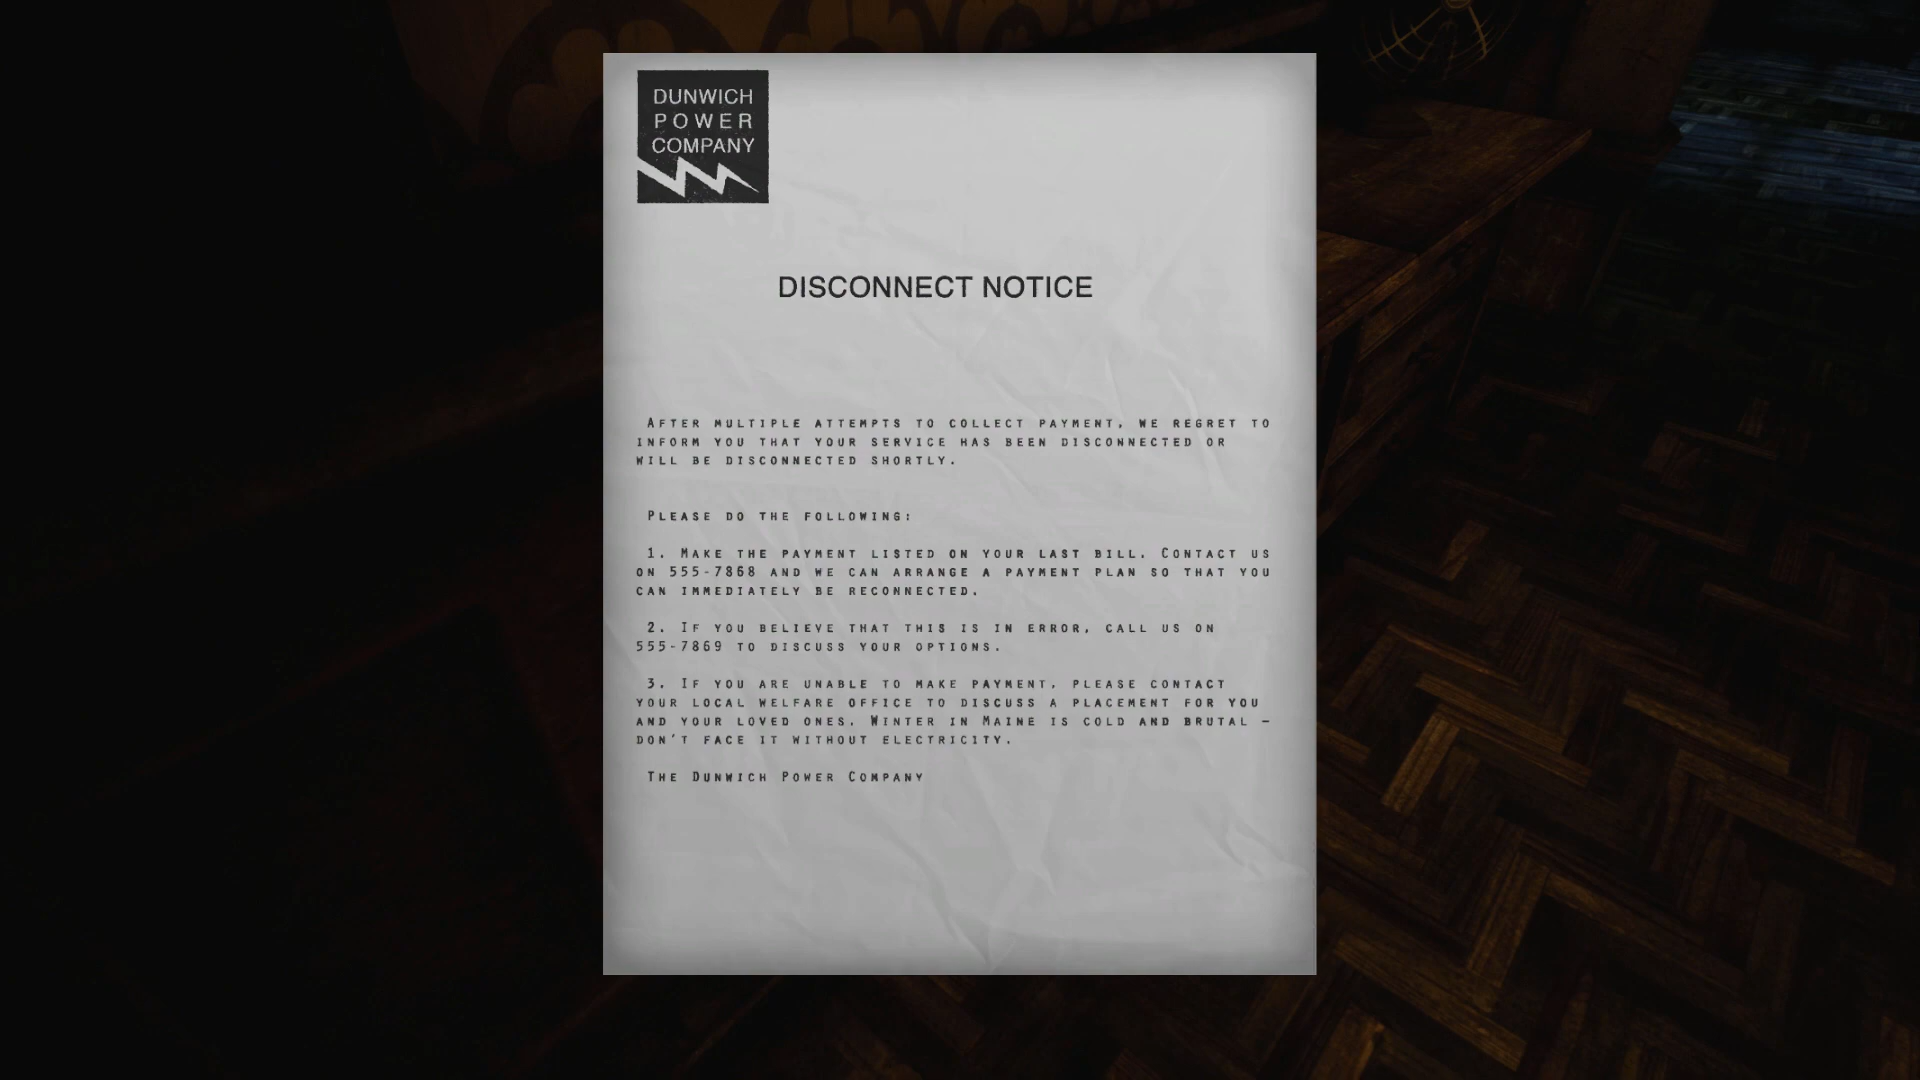 DUNWICH
POWER
COMPANY
DISCONNECT NOTICE
After multiple attempts to collect payment, we regret to
inform you that your service has been disconnected or
will be disconnected shortly.
Please do the following:
1. Make the payment listed on your last bill. Contact us
on 555-7868 and we can arrange a payment plan so that you
can immediately be reconnected.
2. If you believe that this is in error, call us on
555-7869 to discuss your options.
3. If you are unable to make payment, please contact
your local welfare office to discuss a placement for you
and your loved ones. Winter in Maine is cold and brutal –
don't face it without electricity.
The Dunwich Power Company